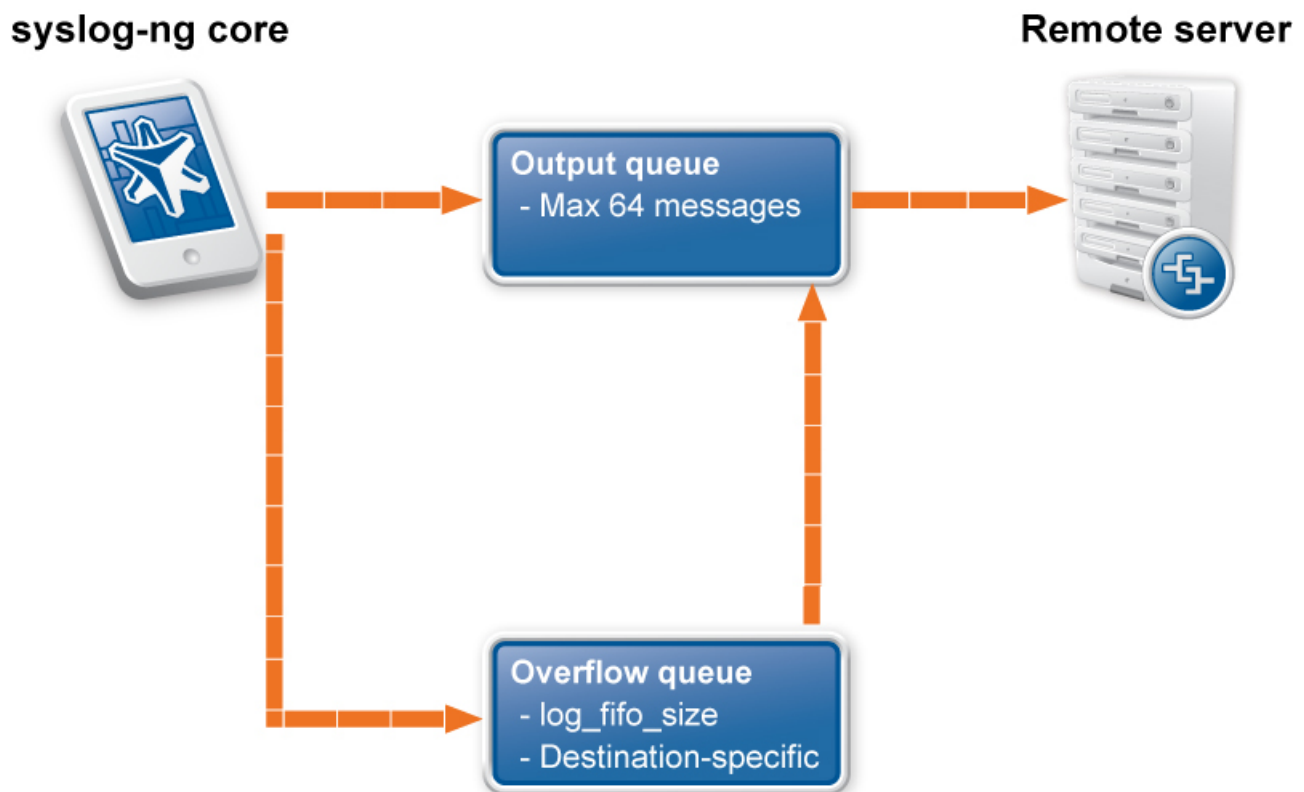 syslog-ng core
Remote server
Output queue
- Max 64 messages
Overflow queue
- log_fifo_size
- Destination-specific